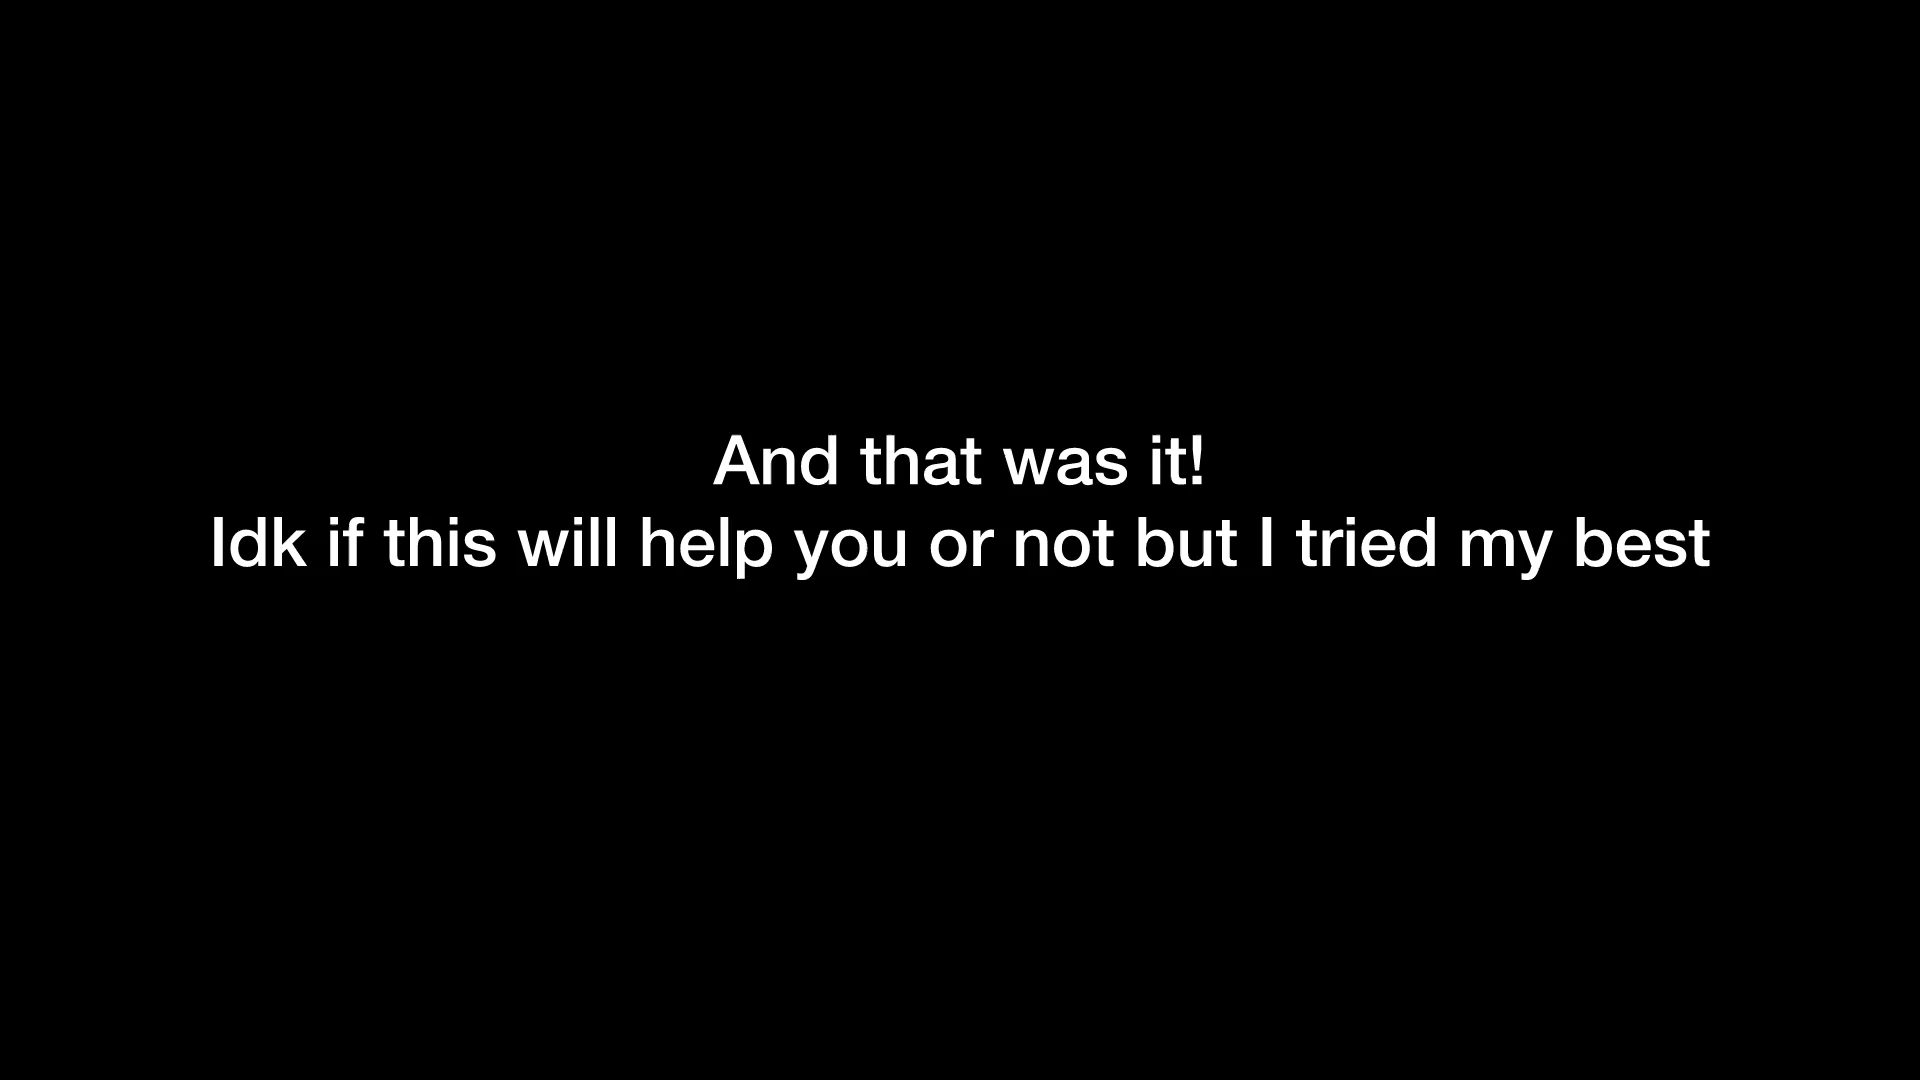 And that was it!
Idk if this will help you or not but I tried my best